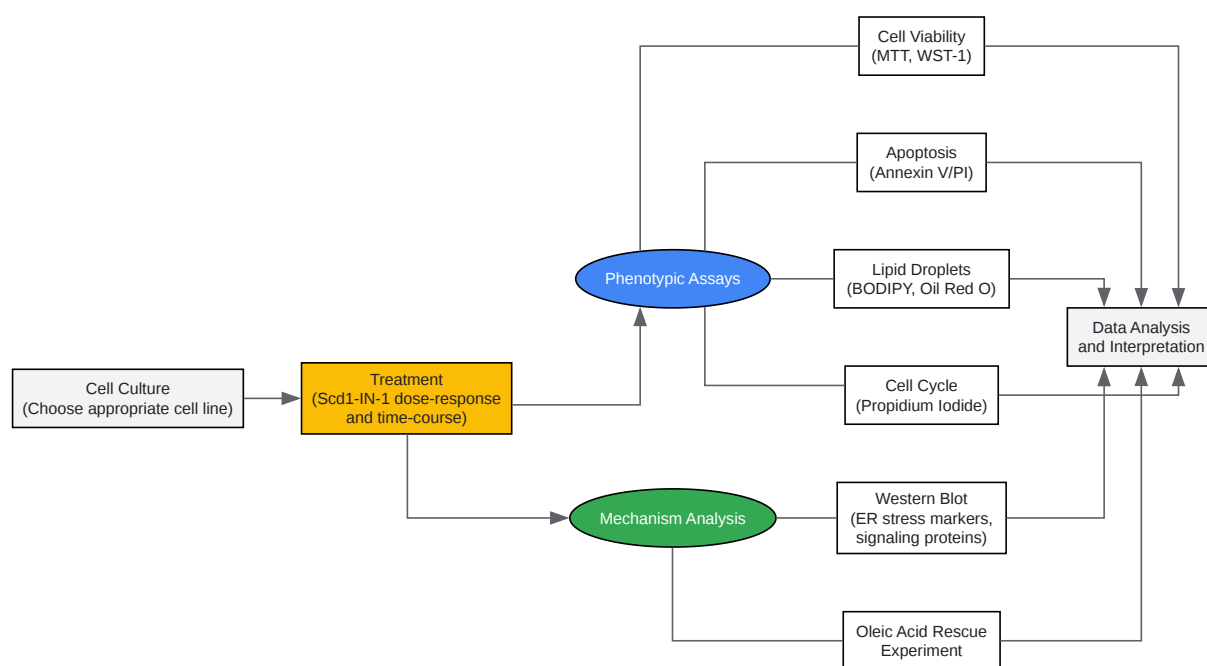 Cell Culture
(Choose appropriate cell line)
Treatment
(Scd1-IN-1 dose-response
and time-course)
Phenotypic Assays
Mechanism Analysis
Cell Viability
(MTT, WST-1)
Apoptosis
(Annexin V/PI)
Lipid Droplets
(BODIPY, Oil Red O)
Cell Cycle
(Propidium Iodide)
Western Blot
(ER stress markers,
signaling proteins)
Oleic Acid Rescue
Experiment
Data Analysis
and Interpretation